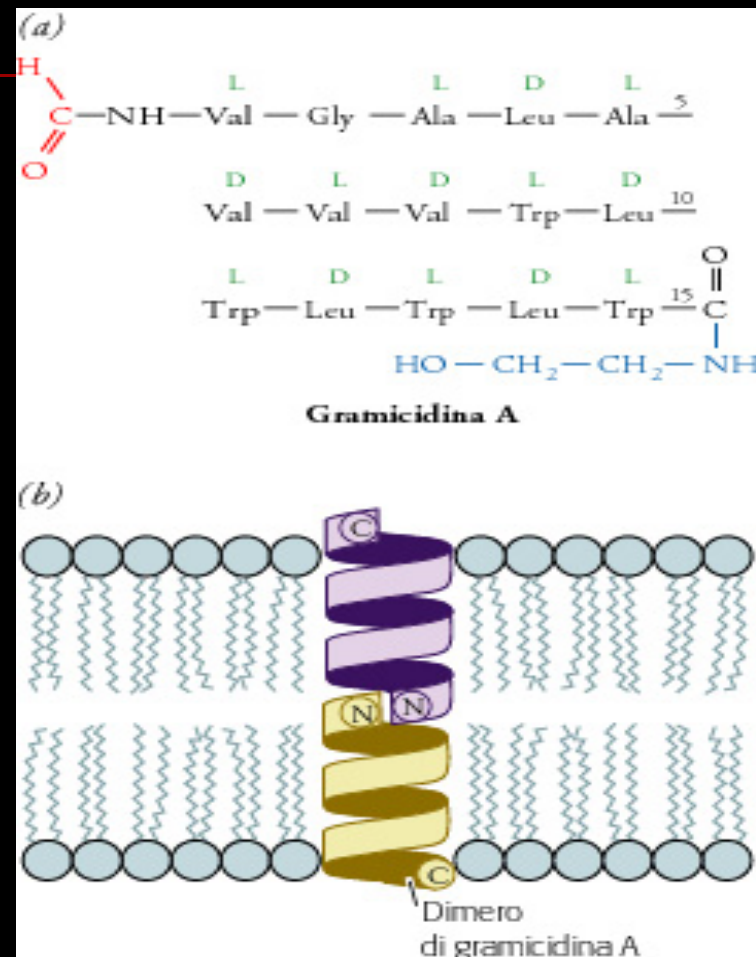 (a)
H
L L D L
C—NH—Val—Gly—Ala—Leu—Ala—5
O
D L D L D
Val—Val—Val—Trp—Leu—10
O
L D L D L
Trp—Leu—Trp—Leu—Trp—15 C
HO—CH₂—CH₂—NH
Gramicidina A
(b)
C
N N
C
Dimero
di gramicidina A